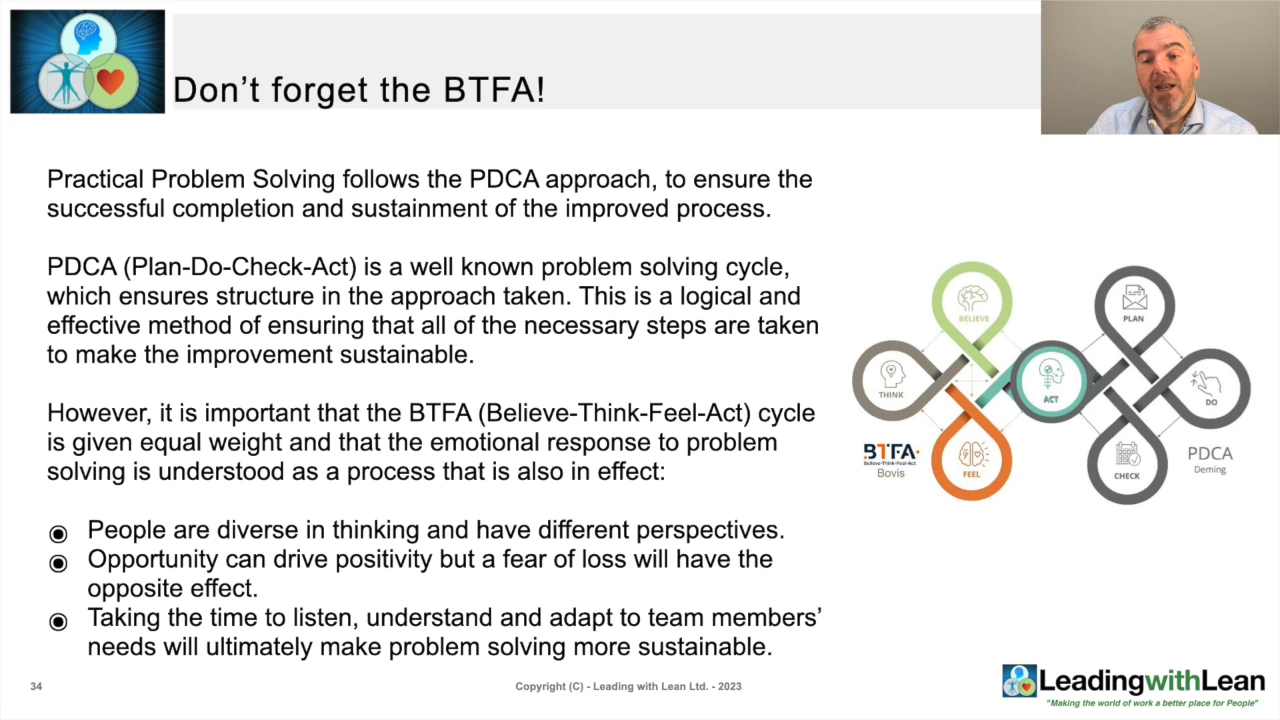 Don't forget the BTFA!
Practical Problem Solving follows the PDCA approach, to ensure the
successful completion and sustainment of the improved process.
PDCA (Plan-Do-Check-Act) is a well known problem solving cycle,
which ensures structure in the approach taken. This is a logical and
effective method of ensuring that all of the necessary steps are taken
to make the improvement sustainable.
However, it is important that the BTFA (Believe-Think-Feel-Act) cycle
is given equal weight and that the emotional response to problem
solving is understood as a process that is also in effect:
People are diverse in thinking and have different perspectives.
Opportunity can drive positivity but a fear of loss will have the
opposite effect.
Taking the time to listen, understand and adapt to team members’
needs will ultimately make problem solving more sustainable.
BELIEVE
PLAN
THINK
ACT
DO
FEEL
CHECK
BTFA
Believe-Think-Feel-Act
Bovis
PDCA
Deming
34
Copyright (C) - Leading with Lean Ltd. - 2023
LeadingwithLean
"Making the world of work a better place for People"